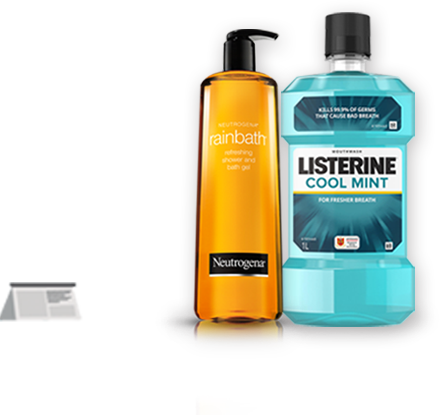 NEUTROGENA
rainbath
refreshing
shower and
bath gel
Neutrogena
KILLS 99.9% OF GERMS
THAT CAUSE BAD BREATH
MOUTHWASH
LISTERINE
COOL MINT
FOR FRESHER BREATH
1L